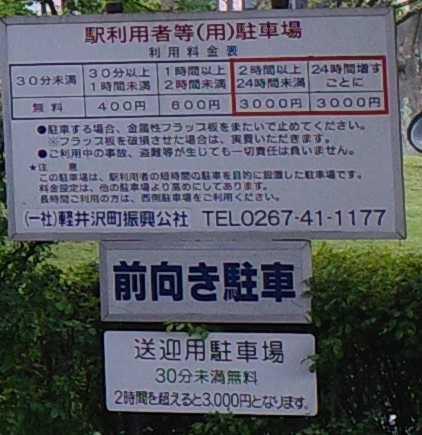 駅利用者等(用)駐車場
利用料金表
30分未満 30分以上1時間未満 1時間以上2時間未満 2時間以上24時間未満 24時間増すごとに
無料 400円 600円 3000円 3000円
●駐車する場合、金属性フラップ板をまたいで止めてください。
※フラップ板を破損させた場合は、実費いただきます。
●ご利用中の事故、盗難等が生じても一切責任は負いません。
★注 意
この駐車場は、駅利用者の短時間の駐車を目的に設置した駐車場です。
料金設定は、他の駐車場より高めにしてあります。
長時間ご利用の方は、西側駐車場をご利用ください。
(一社)軽井沢町振興公社 TEL0267-41-1177
前向き駐車
送迎用駐車場
30分未満無料
2時間を超えると3,000円となります。